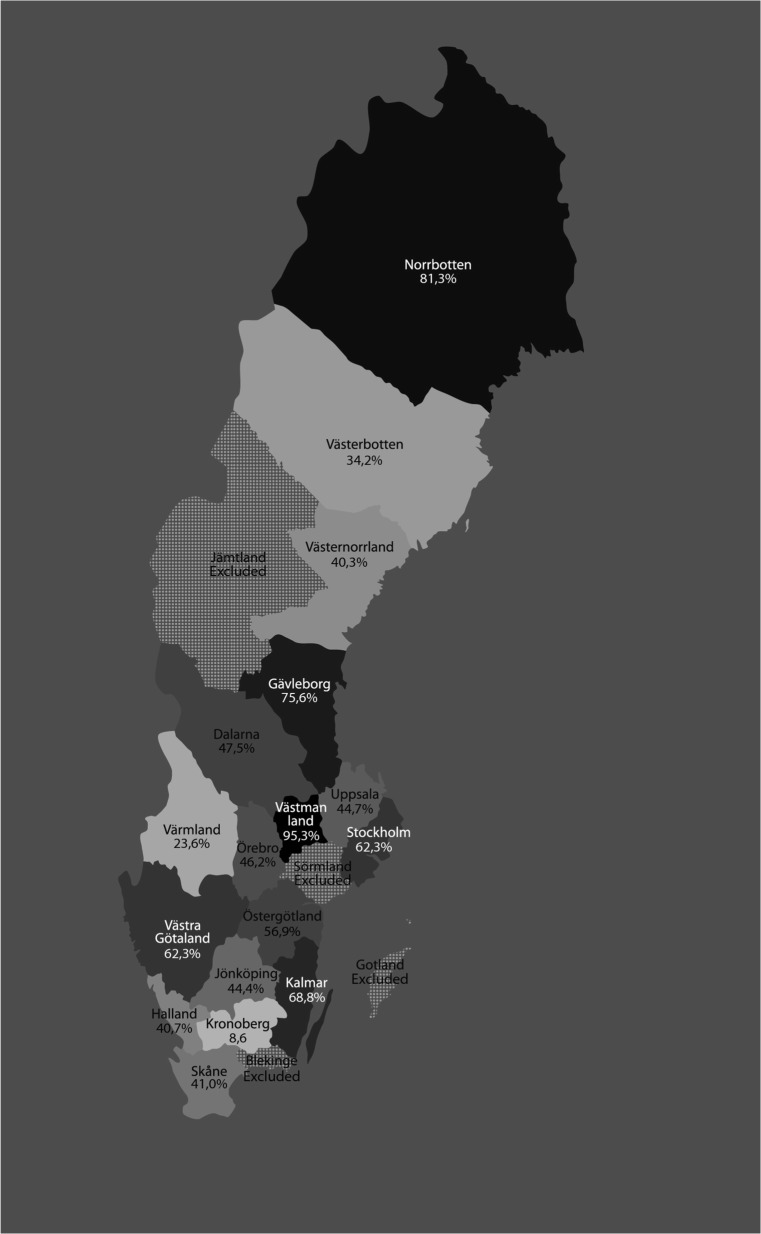 Norrbotten
81,3%
Västerbotten
34,2%
Västernorrland
40,3%
Jämtland
Excluded
Gävleborg
75,6%
Dalarna
47,5%
Uppsala
44,7%
Västman
land
95,3%
Stockholm
62,3%
Värmland
23,6%
Örebro
46,2%
Sörmland
Excluded
Östergötland
56,9%
Västra
Götaland
62,3%
Gotland
Excluded
Jönköping
44,4%
Kalmar
68,8%
Halland
40,7%
Kronoberg
8,6
Blekinge
Excluded
Skåne
41,0%